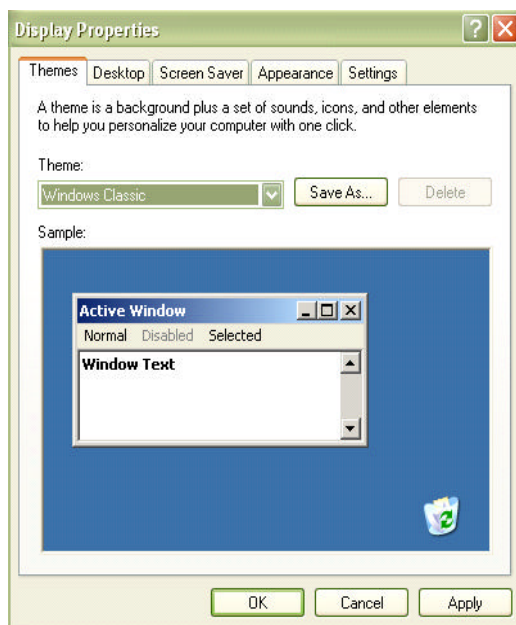 Display Properties
Themes Desktop Screen Saver Appearance Settings
A theme is a background plus a set of sounds, icons, and other elements
to help you personalize your computer with one click.
Theme:
Windows Classic Save As... Delete
Sample:
Active Window
Normal Disabled Selected
Window Text
OK Cancel Apply